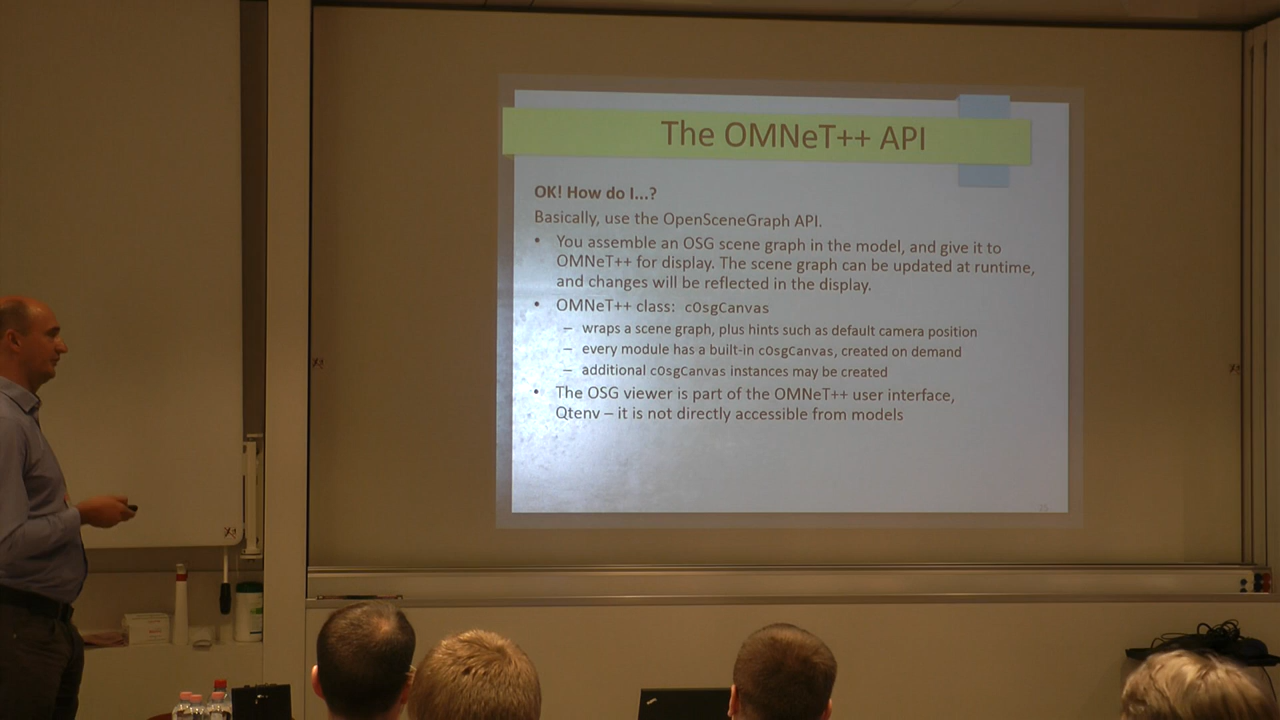 The OMNeT++ API
OK! How do I...?
Basically, use the OpenSceneGraph API.
• You assemble an OSG scene graph in the model, and give it to
OMNeT++ for display. The scene graph can be updated at runtime,
and changes will be reflected in the display.
• OMNeT++ class: cOsgCanvas
– wraps a scene graph, plus hints such as default camera position
– every module has a built-in cOsgCanvas, created on demand
– additional cOsgCanvas instances may be created
• The OSG viewer is part of the OMNeT++ user interface,
Qtenv – it is not directly accessible from models